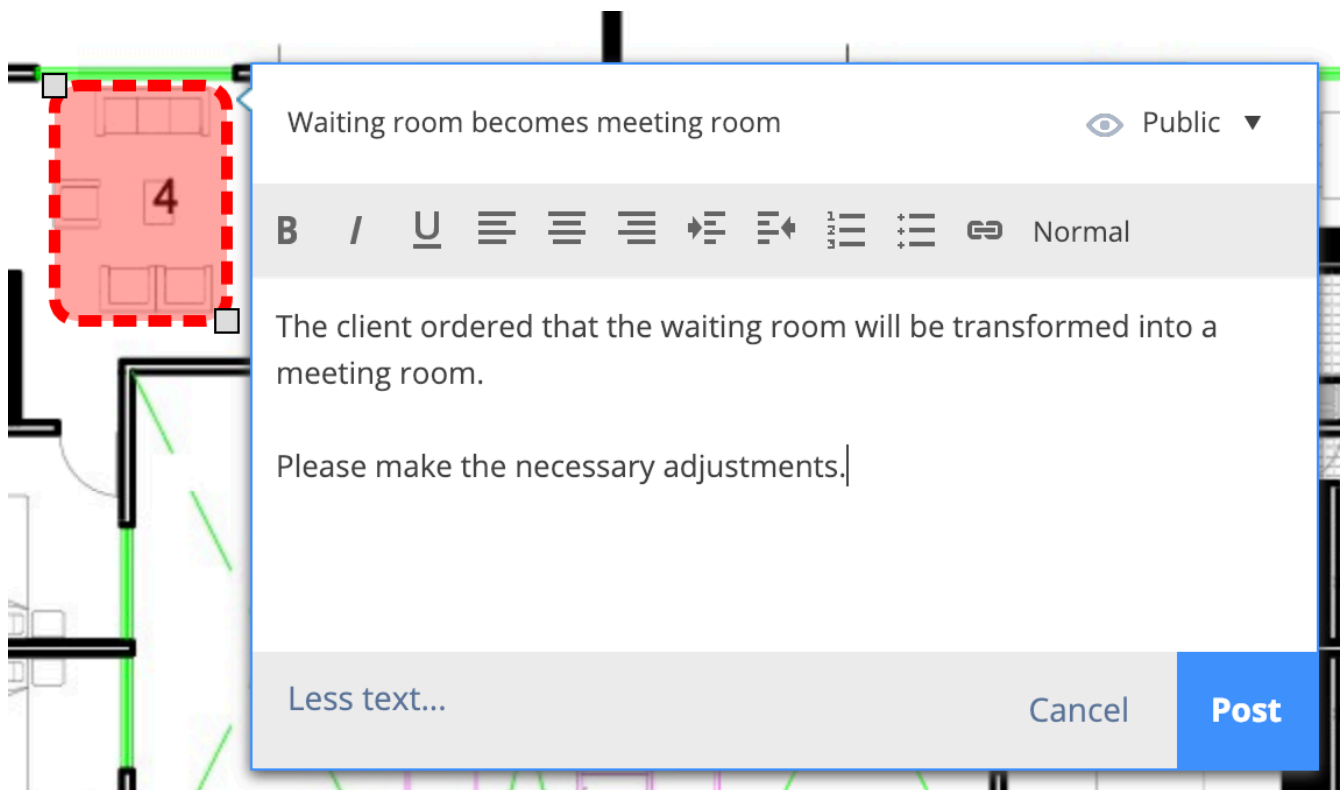 4
Waiting room becomes meeting room
Public
B I U
Normal
The client ordered that the waiting room will be transformed into a
meeting room.
Please make the necessary adjustments.
Less text...
Cancel
Post